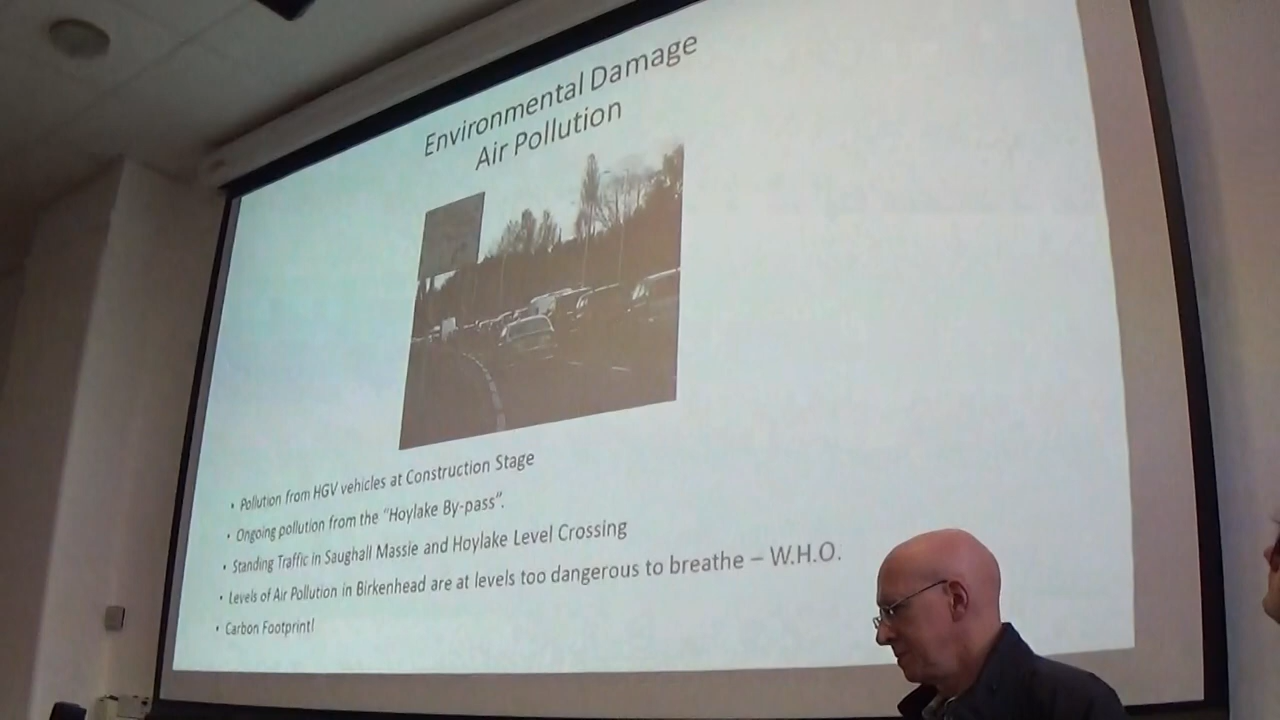 Environmental Damage
Air Pollution
• Pollution from HGV vehicles at Construction Stage
• Ongoing pollution from the “Hoylake By-pass”.
• Standing Traffic in Saughall Massie and Hoylake Level Crossing
• Levels of Air Pollution in Birkenhead are at levels too dangerous to breathe – W.H.O.
• Carbon Footprint!